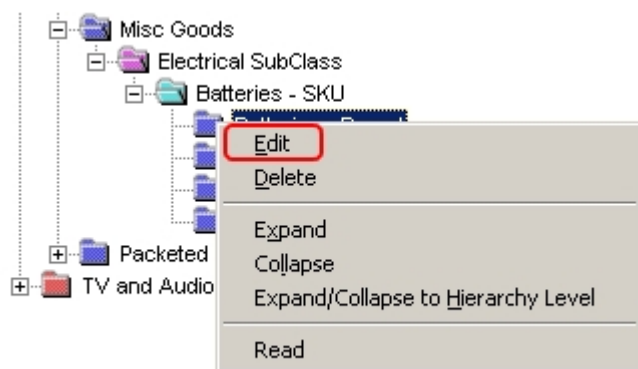 Misc Goods
Electrical SubClass
Batteries - SKU
Edit
Delete
Expand
Packeted
Collapse
TV and Audio
Expand/Collapse to Hierarchy Level
Read